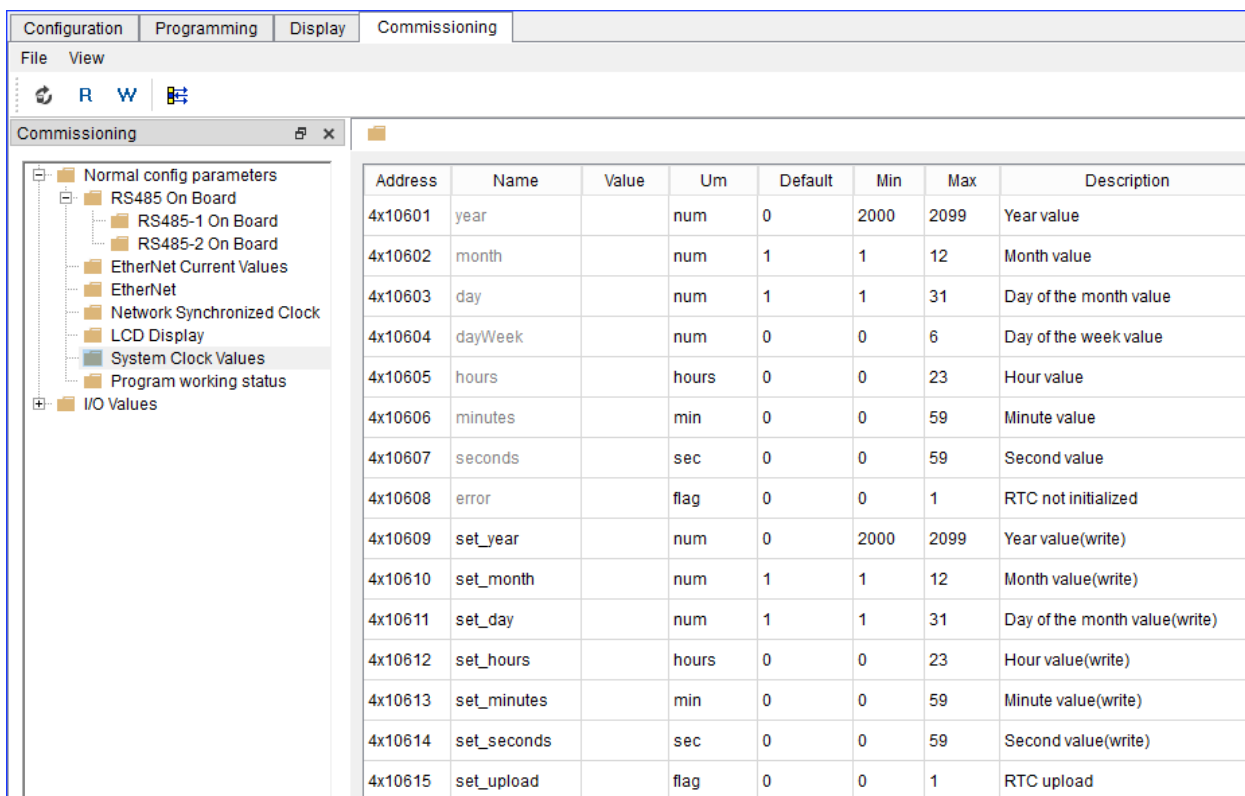 Configuration Programming Display Commissioning
File View
R W
Commissioning
Normal config parameters
RS485 On Board
RS485-1 On Board
RS485-2 On Board
EtherNet Current Values
EtherNet
Network Synchronized Clock
LCD Display
System Clock Values
Program working status
I/O Values
Address Name Value Um Default Min Max Description
4x10601 year num 0 2000 2099 Year value
4x10602 month num 1 1 12 Month value
4x10603 day num 1 1 31 Day of the month value
4x10604 dayWeek num 0 0 6 Day of the week value
4x10605 hours hours 0 0 23 Hour value
4x10606 minutes min 0 0 59 Minute value
4x10607 seconds sec 0 0 59 Second value
4x10608 error flag 0 0 1 RTC not initialized
4x10609 set_year num 0 2000 2099 Year value(write)
4x10610 set_month num 1 1 12 Month value(write)
4x10611 set_day num 1 1 31 Day of the month value(write)
4x10612 set_hours hours 0 0 23 Hour value(write)
4x10613 set_minutes min 0 0 59 Minute value(write)
4x10614 set_seconds sec 0 0 59 Second value(write)
4x10615 set_upload flag 0 0 1 RTC upload